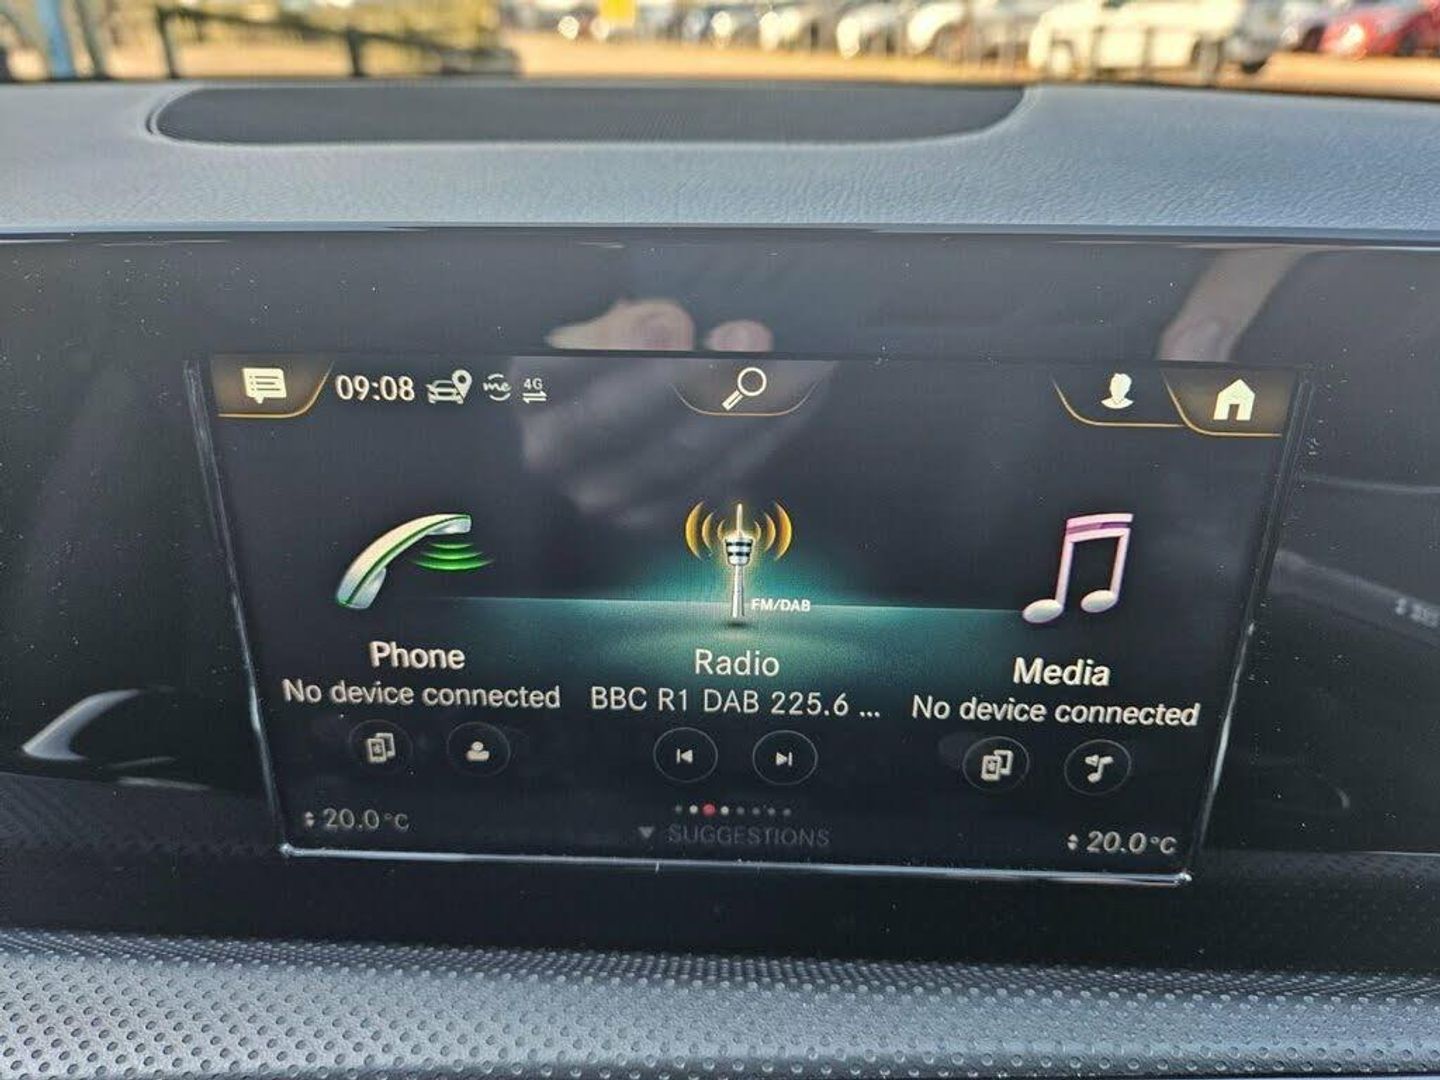 09:08 me 4G
FM/DAB
Phone
No device connected
Radio
BBC R1 DAB 225.6 ...
Media
No device connected
20.0°C
SUGGESTIONS
20.0°C